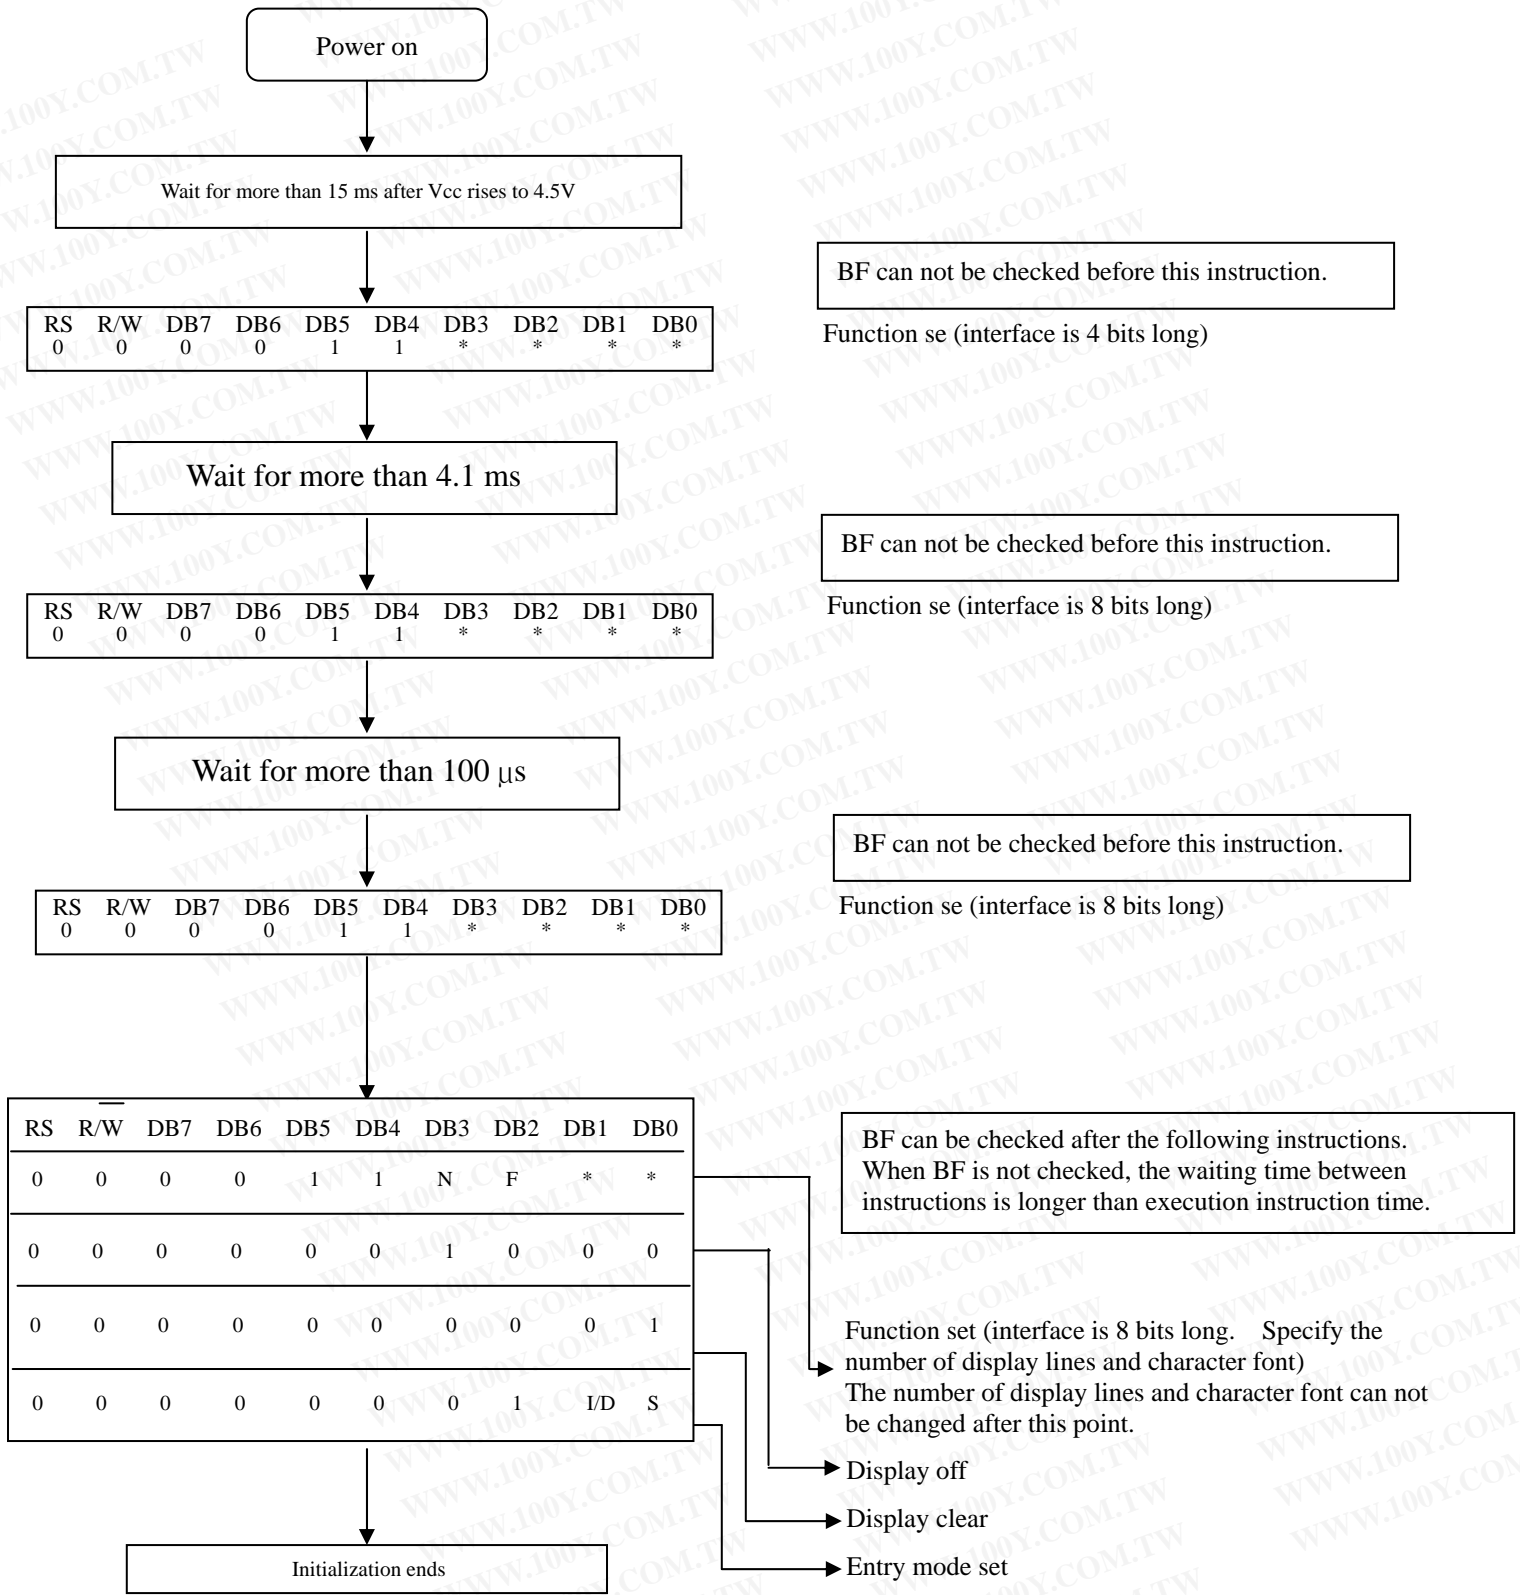 Power on
Wait for more than 15 ms after Vcc rises to 4.5V
BF can not be checked before this instruction.
RS R/W DB7 DB6 DB5 DB4 DB3 DB2 DB1 DB0
0 0 0 0 1 1 * * * *
Function se (interface is 4 bits long)
Wait for more than 4.1 ms
BF can not be checked before this instruction.
RS R/W DB7 DB6 DB5 DB4 DB3 DB2 DB1 DB0
0 0 0 0 1 1 * * * *
Function se (interface is 8 bits long)
Wait for more than 100 μs
BF can not be checked before this instruction.
RS R/W DB7 DB6 DB5 DB4 DB3 DB2 DB1 DB0
0 0 0 0 1 1 * * * *
Function se (interface is 8 bits long)
RS R/W DB7 DB6 DB5 DB4 DB3 DB2 DB1 DB0
0 0 0 0 1 1 N F * *
0 0 0 0 0 0 1 0 0 0
0 0 0 0 0 0 0 0 0 1
0 0 0 0 0 0 0 1 I/D S
BF can be checked after the following instructions.
When BF is not checked, the waiting time between
instructions is longer than execution instruction time.
Function set (interface is 8 bits long. Specify the
number of display lines and character font)
The number of display lines and character font can not
be changed after this point.
Display off
Display clear
Entry mode set
Initialization ends
WWW.100Y.COM.TW